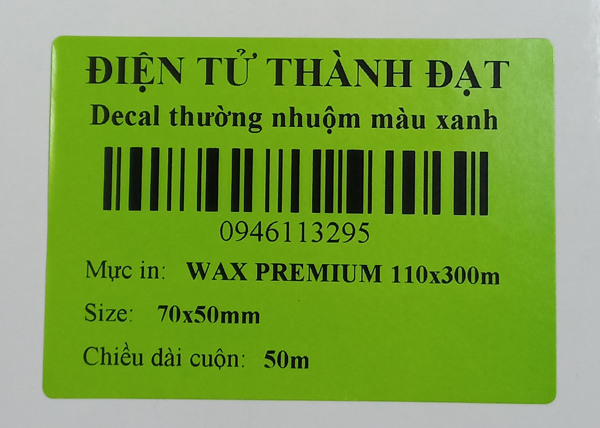 ĐIỆN TỬ THÀNH ĐẠT
Decal thường nhuộm màu xanh
0946113295
Mực in: WAX PREMIUM 110x300m
Size: 70x50mm
Chiều dài cuộn: 50m